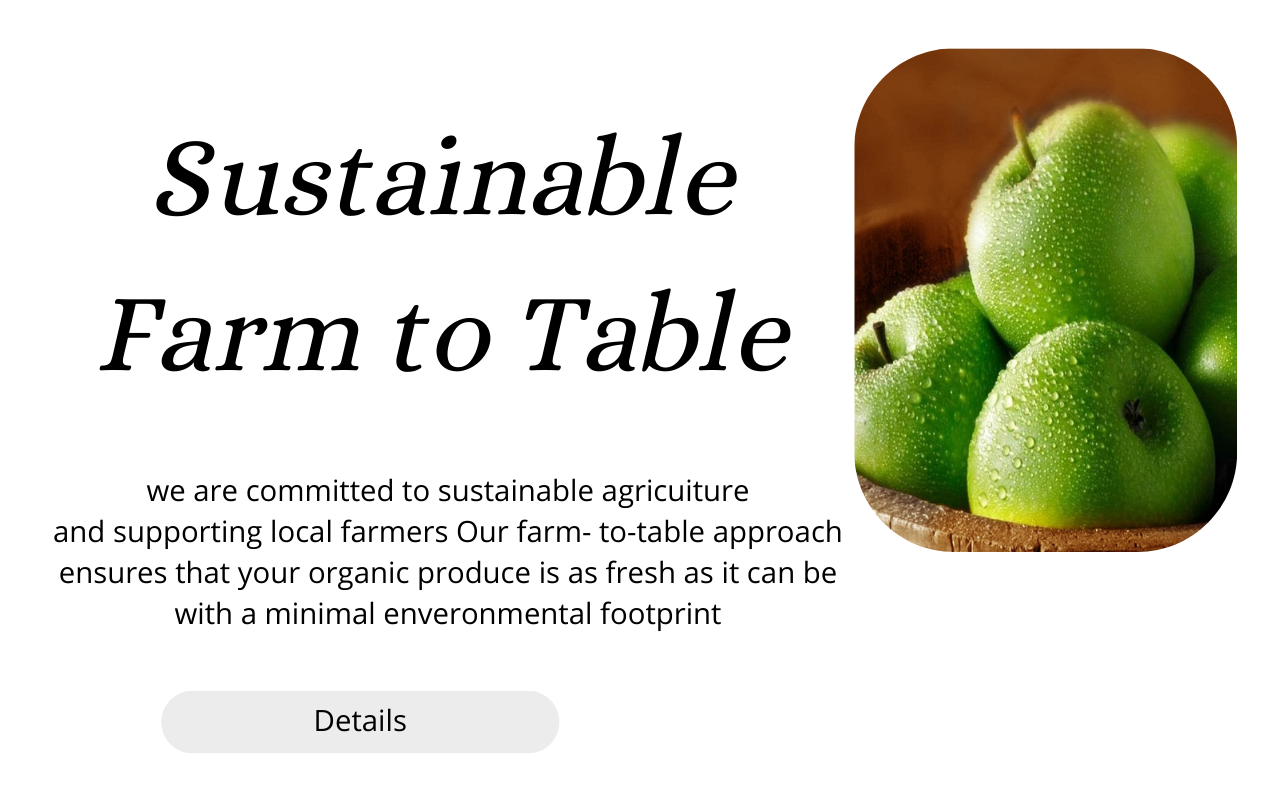 Sustainable
Farm to Table
we are committed to sustainable agricuiture
and supporting local farmers Our farm- to-table approach
ensures that your organic produce is as fresh as it can be
with a minimal enveronmental footprint
Details